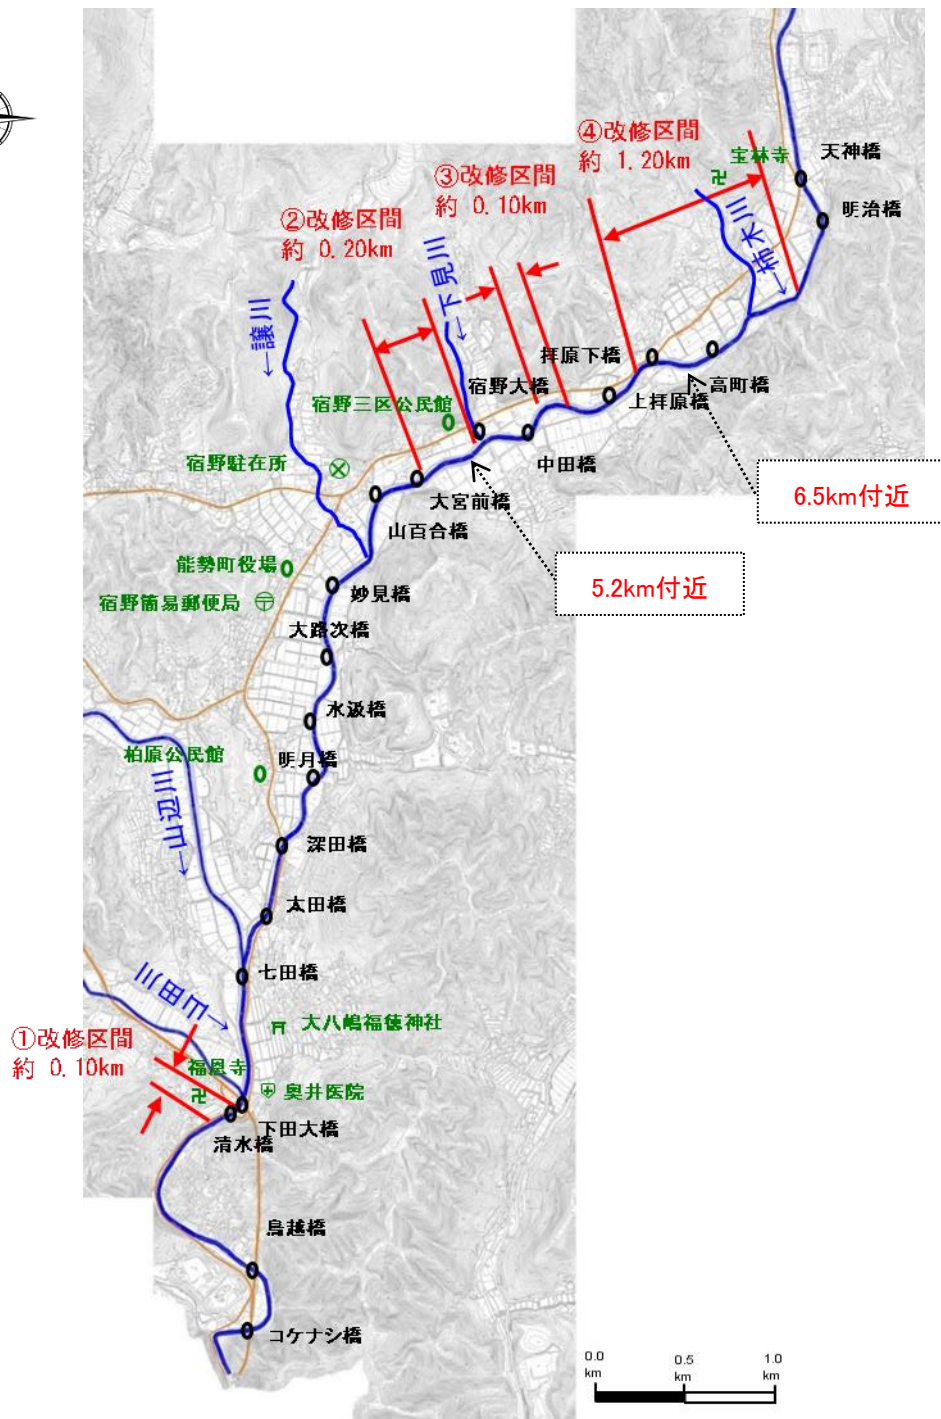 ④改修区間
約 1.20km
宝林寺
天神橋
明治橋
③改修区間
約 0.10km
②改修区間
約 0.20km
柿木川→
←下見川
←譲川
拝原下橋
高町橋
宿野大橋
上拝原橋
宿野三区公民館
中田橋
宿野駐在所
大宮前橋
6.5km付近
山百合橋
5.2km付近
能勢町役場
妙見橋
宿野簡易郵便局
大路次橋
水汲橋
柏原公民館
明月橋
山辺川→
深田橋
太田橋
七田橋
三田川→
大八嶋福徳神社
①改修区間
約 0.10km
福恩寺
奥井医院
下田大橋
清水橋
鳥越橋
コケナシ橋
0.0
km
0.5
km
1.0
km